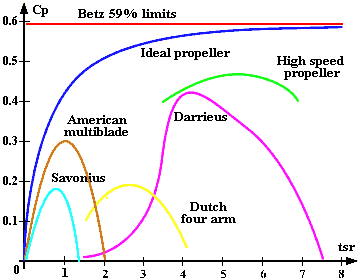 Cp
Betz 59% limits
0.6
Ideal propeller
High speed
propeller
0.5
0.4
American
multiblade
Darrieus
0.3
0.2
Savonius
Dutch
four arm
0.1
tsr
0
1
2
3
4
5
6
7
8